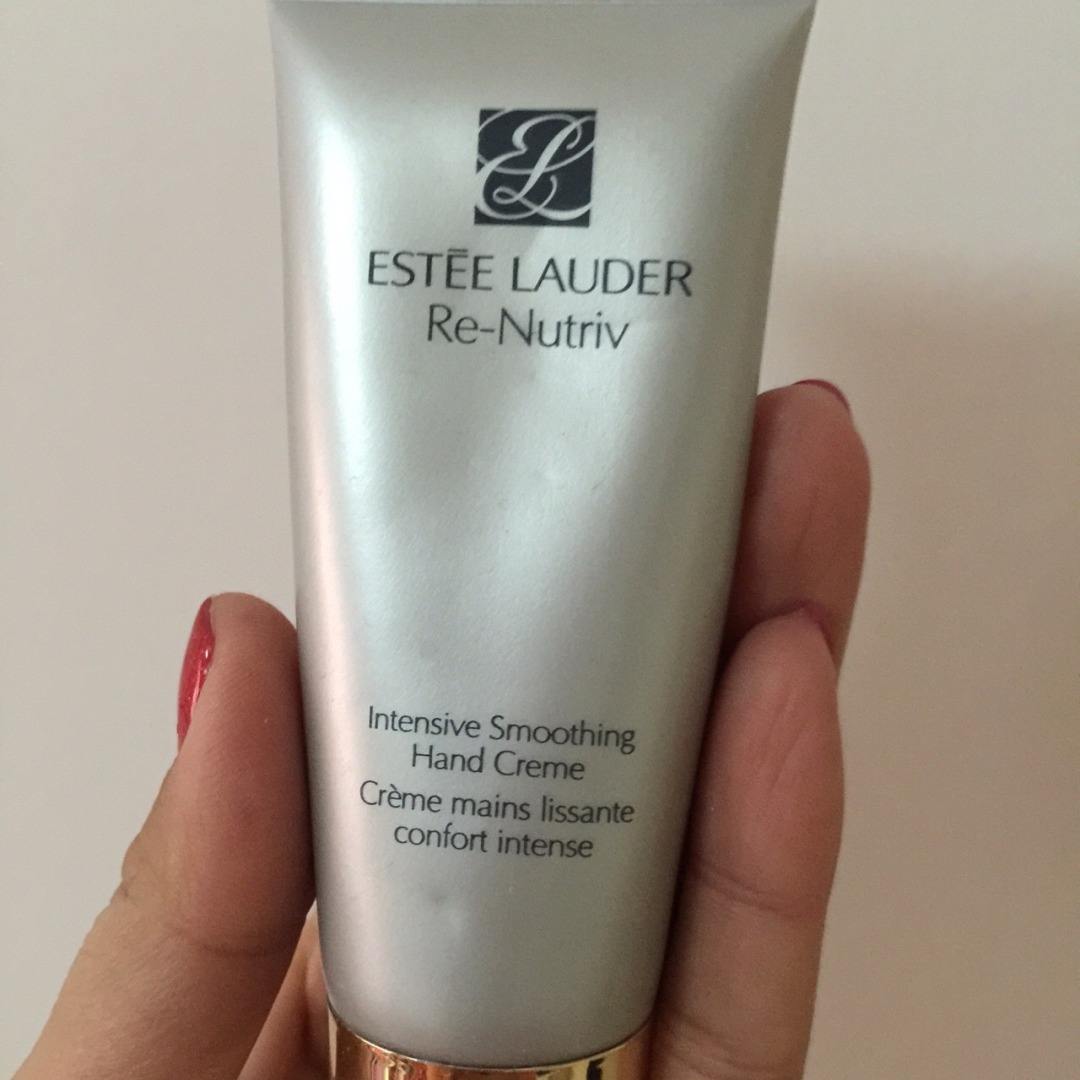 EL
ESTĒE LAUDER
Re-Nutriv
Intensive Smoothing
Hand Creme
Crème mains lissante
confort intense